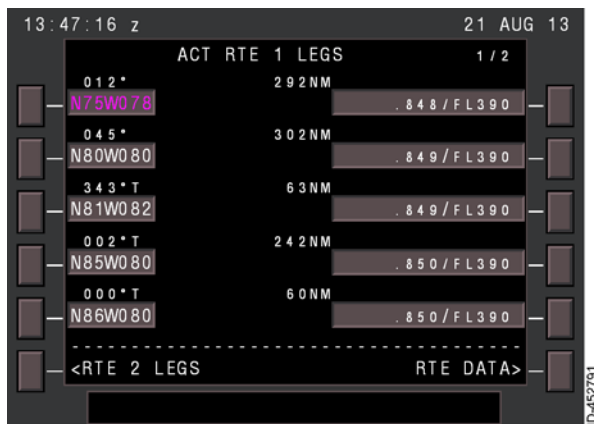 13:47:16 z 21 AUG 13
ACT RTE 1 LEGS 1/2
012° 292NM
N75W078 .848/FL390
045° 302NM
N80W080 .849/FL390
343°T 63NM
N81W082 .849/FL390
002°T 242NM
N85W080 .850/FL390
000°T 60NM
N86W080 .850/FL390
<RTE 2 LEGS RTE DATA>
D-452791